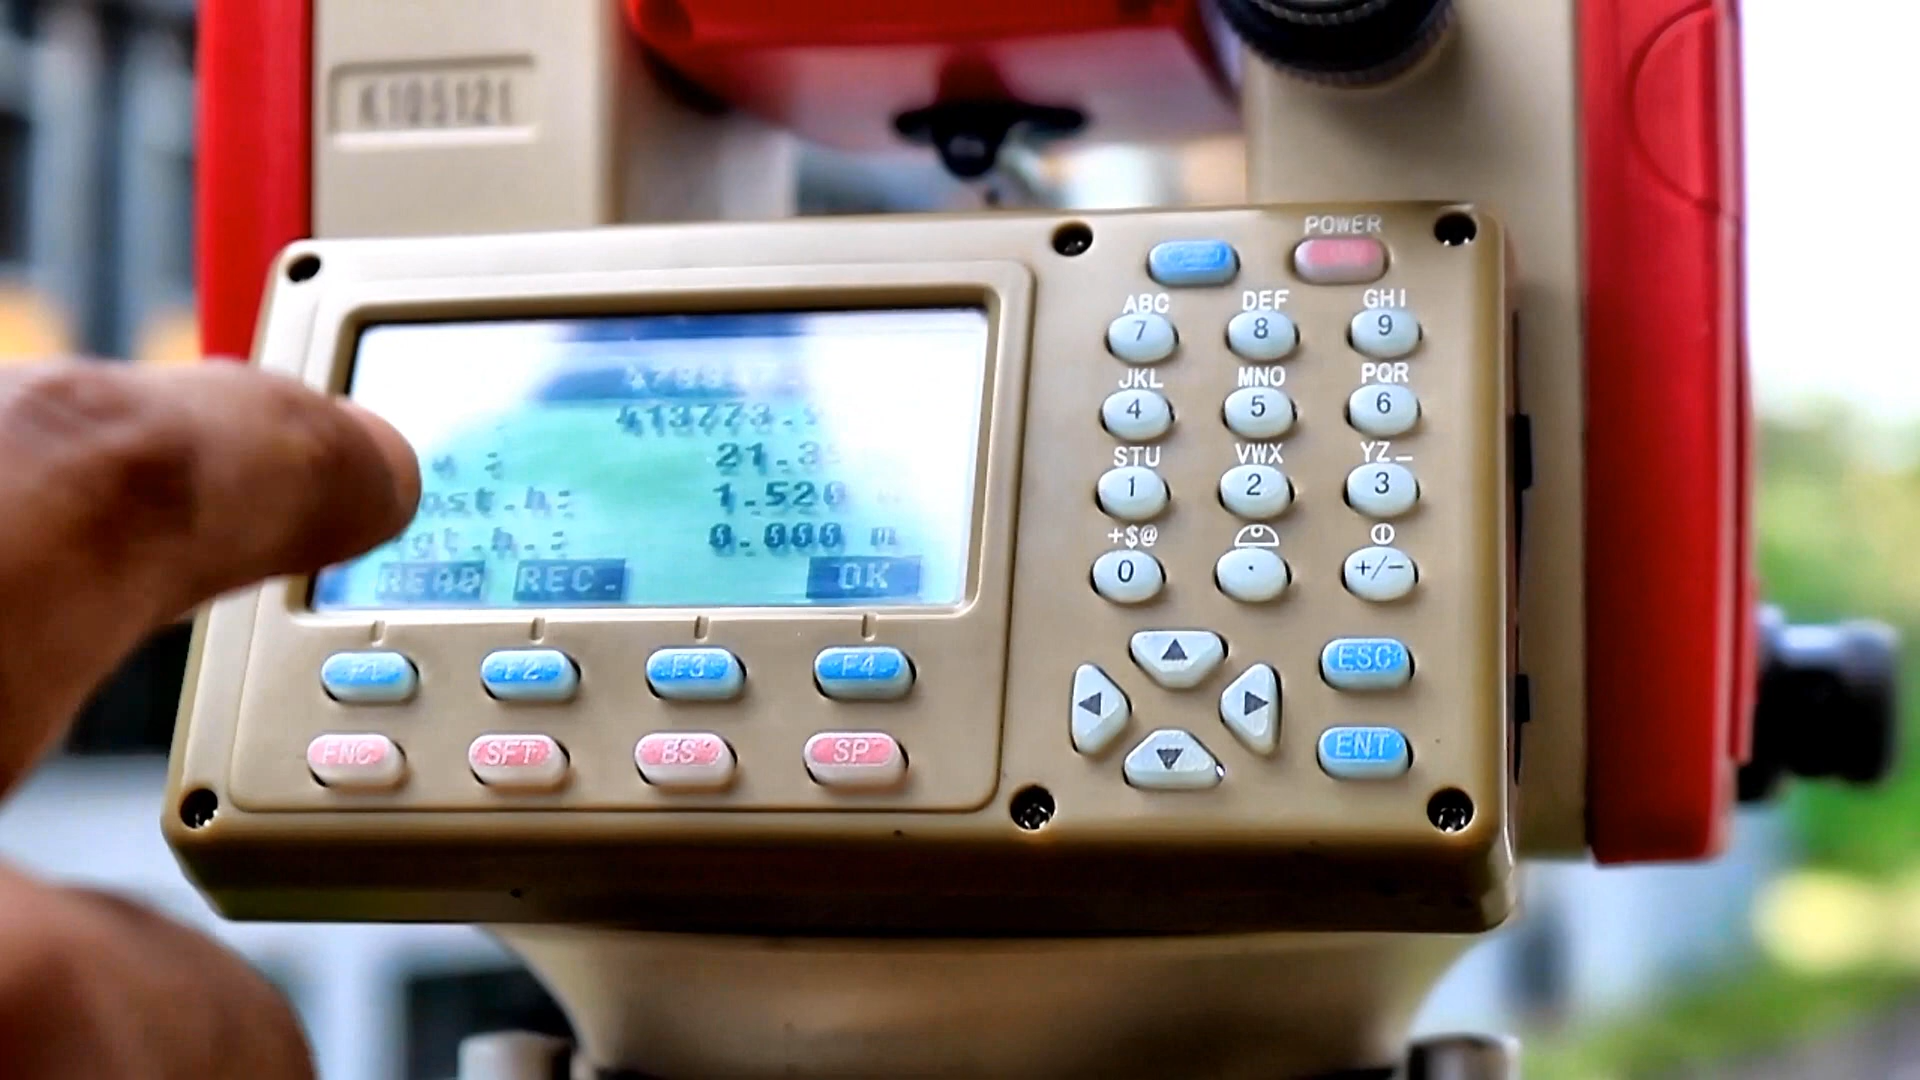 K105121
POWER
ABC DEF GHI
7 8 9
413773.
21.3
1.520
0.000 m
READ REC. OK
JKL MNO PQR
4 5 6
STU VWX YZ_
1 2 3
+$@
0 . +/-
F1 F2 F3 F4
ESC
FNC SFT BS SP
ENT